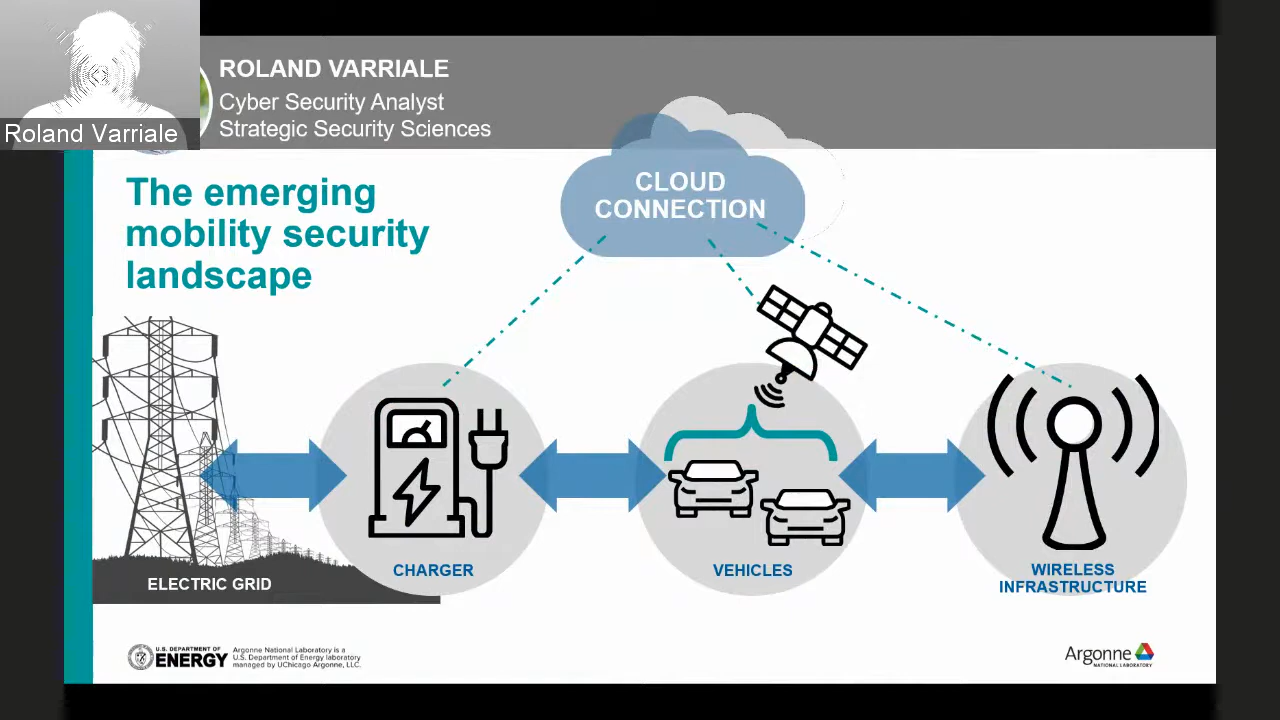 ROLAND VARRIALE
Cyber Security Analyst
Strategic Security Sciences
Roland Varriale
The emerging
mobility security
landscape
CLOUD
CONNECTION
ELECTRIC GRID
CHARGER
VEHICLES
WIRELESS
INFRASTRUCTURE
U.S. DEPARTMENT OF
ENERGY
Argonne National Laboratory is a
U.S. Department of Energy laboratory
managed by UChicago Argonne, LLC.
Argonne
NATIONAL LABORATORY